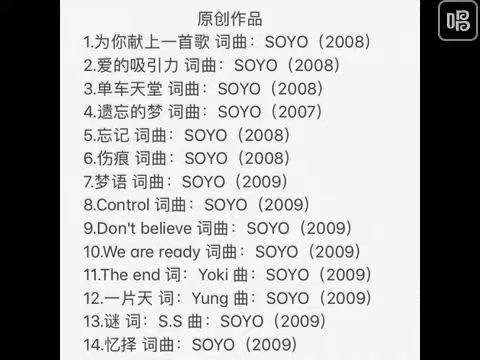 原创作品
1.为你献上一首歌 词曲：SOYO（2008）
2.爱的吸引力 词曲：SOYO（2008）
3.单车天堂 词曲：SOYO（2008）
4.遗忘的梦 词曲：SOYO（2007）
5.忘记 词曲：SOYO（2008）
6.伤痕 词曲：SOYO（2008）
7.梦语 词曲：SOYO（2009）
8.Control 词曲：SOYO（2009）
9.Don't believe 词曲：SOYO（2009）
10.We are ready 词曲：SOYO（2009）
11.The end 词：Yoki 曲：SOYO（2009）
12.一片天 词：Yung 曲：SOYO（2009）
13.谜 词：S.S 曲：SOYO（2009）
14.忆择 词曲：SOYO（2009）
唱